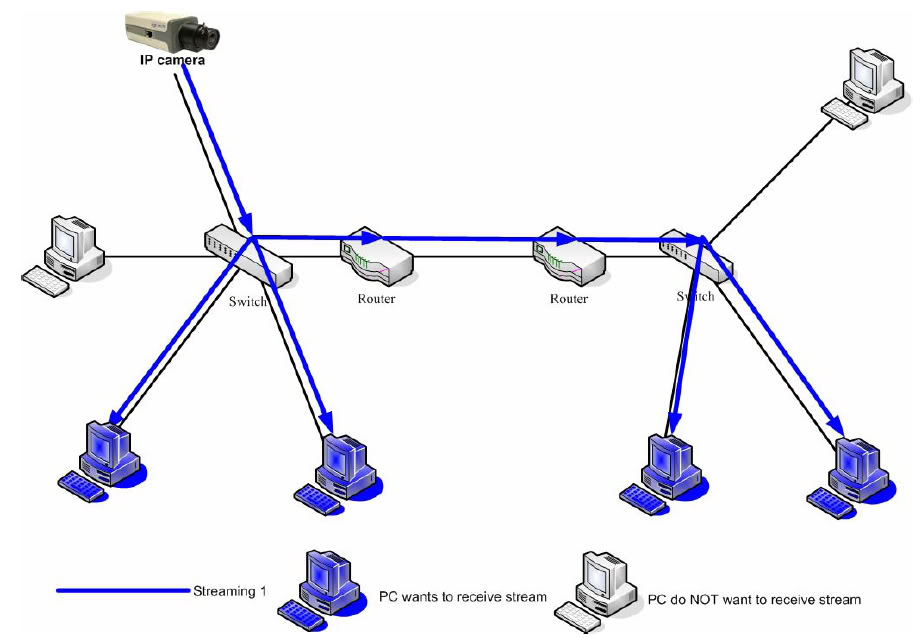 IP camera
Switch
Router
Router
Switch
Streaming 1
PC wants to receive stream
PC do NOT want to receive stream